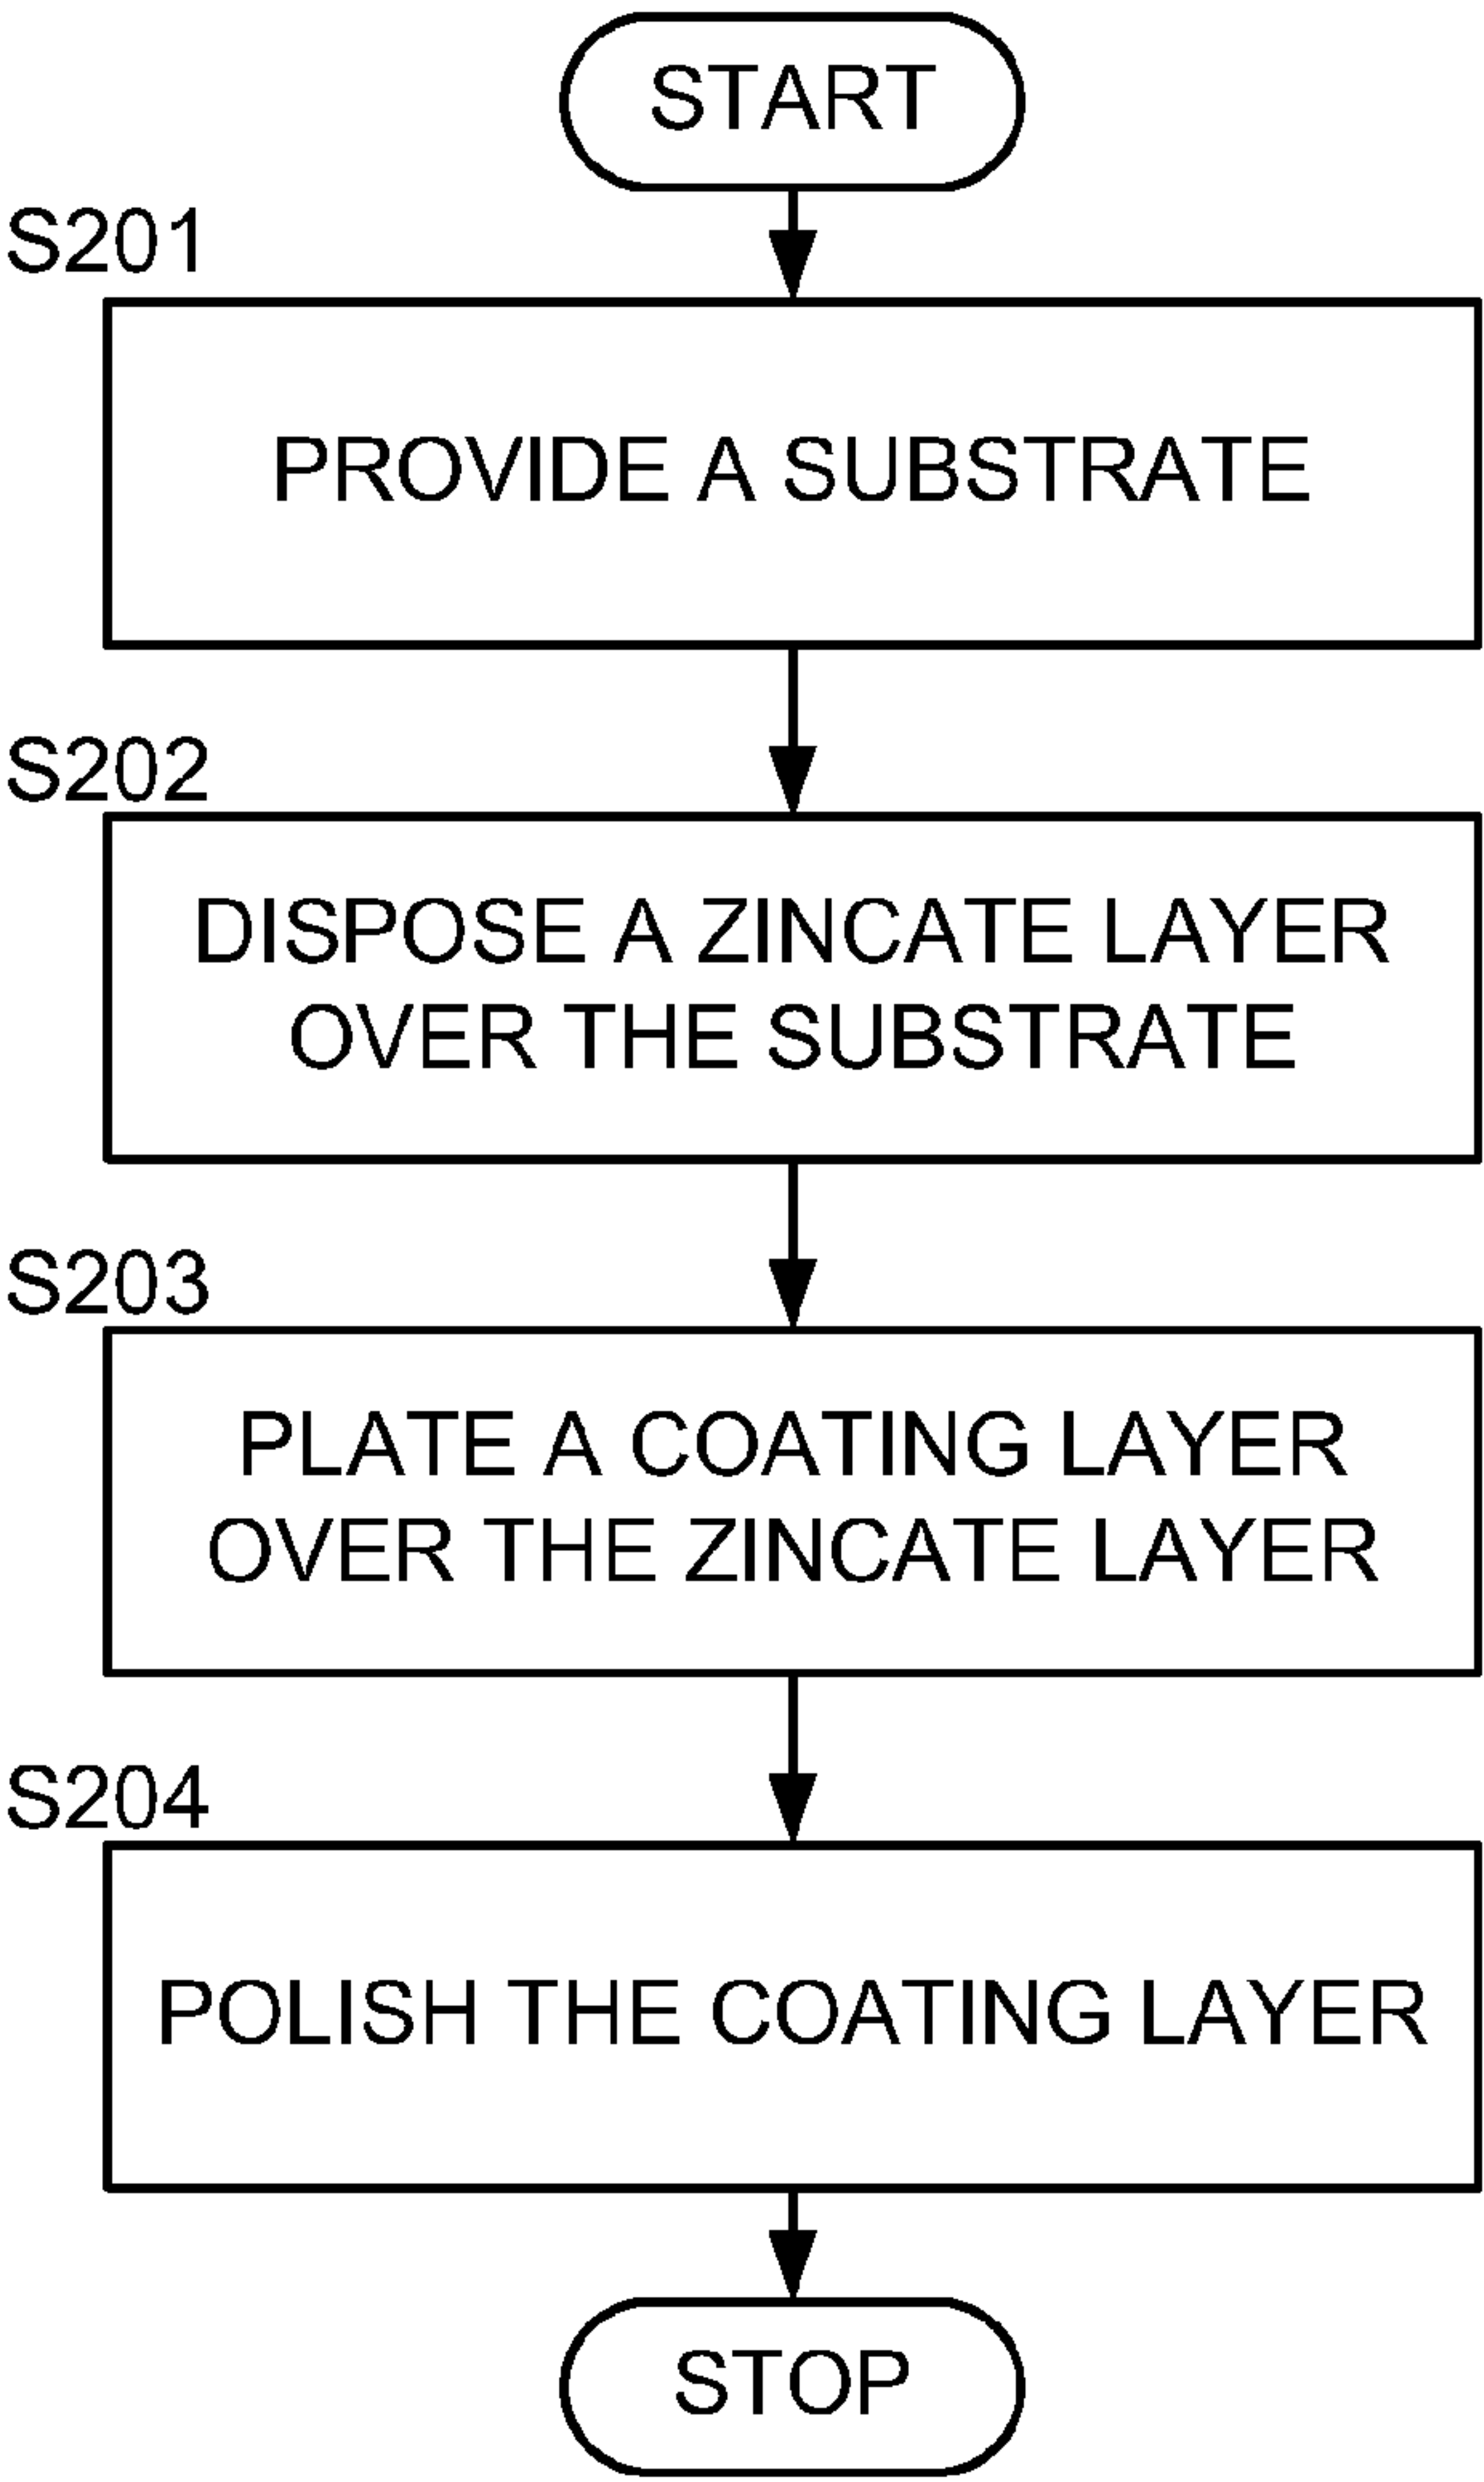 START
S201
PROVIDE A SUBSTRATE
S202
DISPOSE A ZINCATE LAYER
OVER THE SUBSTRATE
S203
PLATE A COATING LAYER
OVER THE ZINCATE LAYER
S204
POLISH THE COATING LAYER
STOP